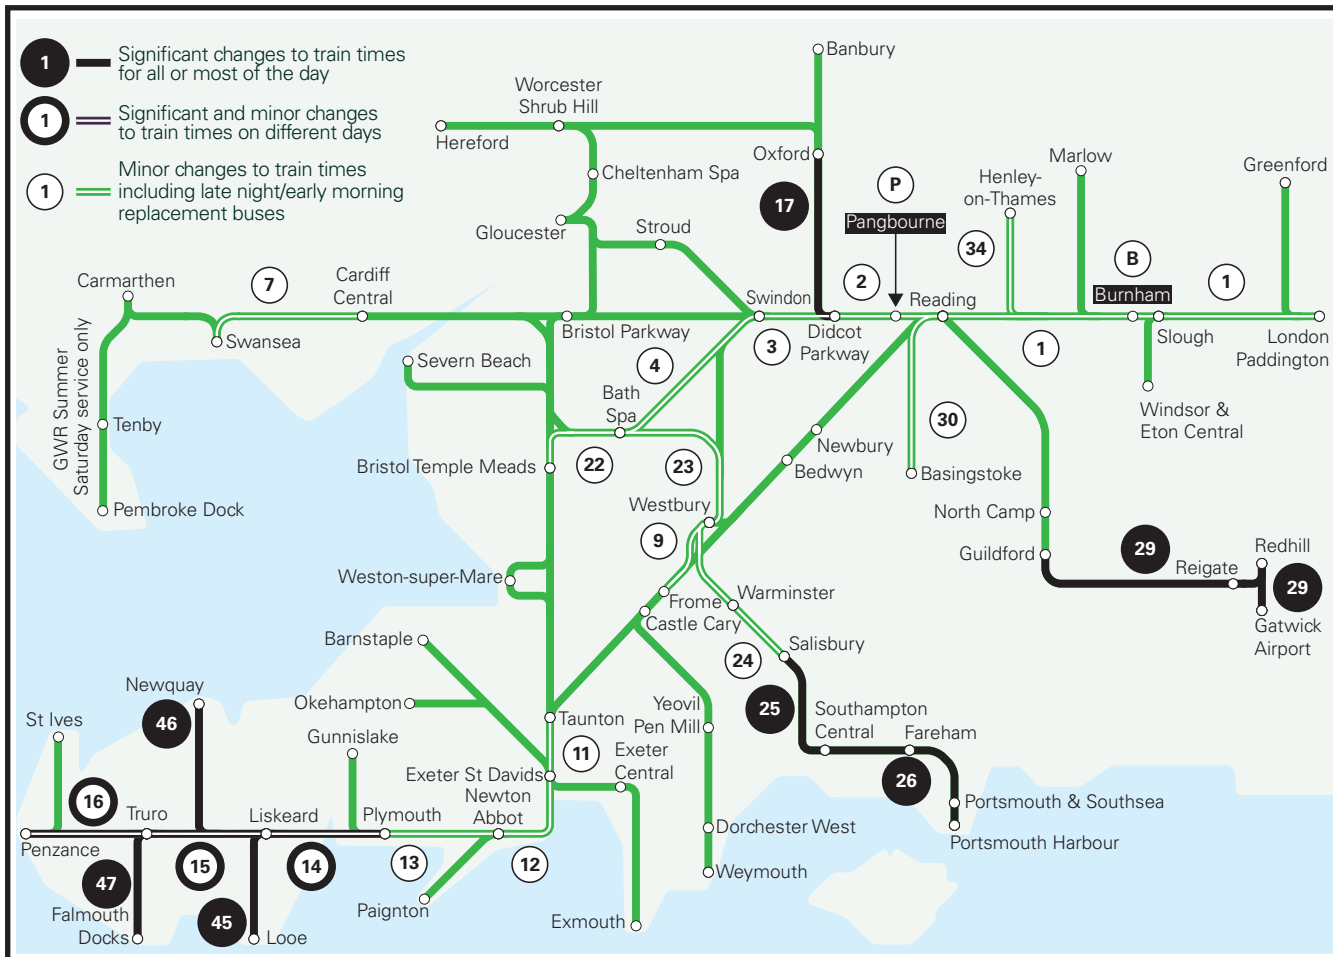 1
Significant changes to train times
for all or most of the day
1
Significant and minor changes
to train times on different days
1
Minor changes to train times
including late night/early morning
replacement buses
Banbury
Worcester
Shrub Hill
Hereford
Oxford
Cheltenham Spa
17
P
Pangbourne
Henley-
on-Thames
34
Marlow
Greenford
Gloucester
Stroud
B
Burnham
1
Carmarthen
7
Cardiff
Central
Swansea
Bristol Parkway
Swindon
2
3
Didcot
Parkway
Reading
1
Slough
London
Paddington
GWR Summer
Saturday service only
Severn Beach
4
Bath
Spa
Windsor &
Eton Central
Tenby
Newbury
30
Bristol Temple Meads
22
23
Bedwyn
Basingstoke
Pembroke Dock
Westbury
North Camp
9
Guildford
29
Reigate
Redhill
29
Gatwick
Airport
Weston-super-Mare
Frome
Castle Cary
Warminster
Barnstaple
24
Salisbury
Newquay
46
Okehampton
25
St Ives
Taunton
Yeovil
Pen Mill
Southampton
Central
Fareham
Gunnislake
11
Exeter
Central
Exeter St Davids
26
Newton
Abbot
16
Truro
Liskeard
Plymouth
Portsmouth & Southsea
Penzance
15
14
13
12
Dorchester West
Portsmouth Harbour
47
Weymouth
Falmouth
Docks
45
Looe
Paignton
Exmouth